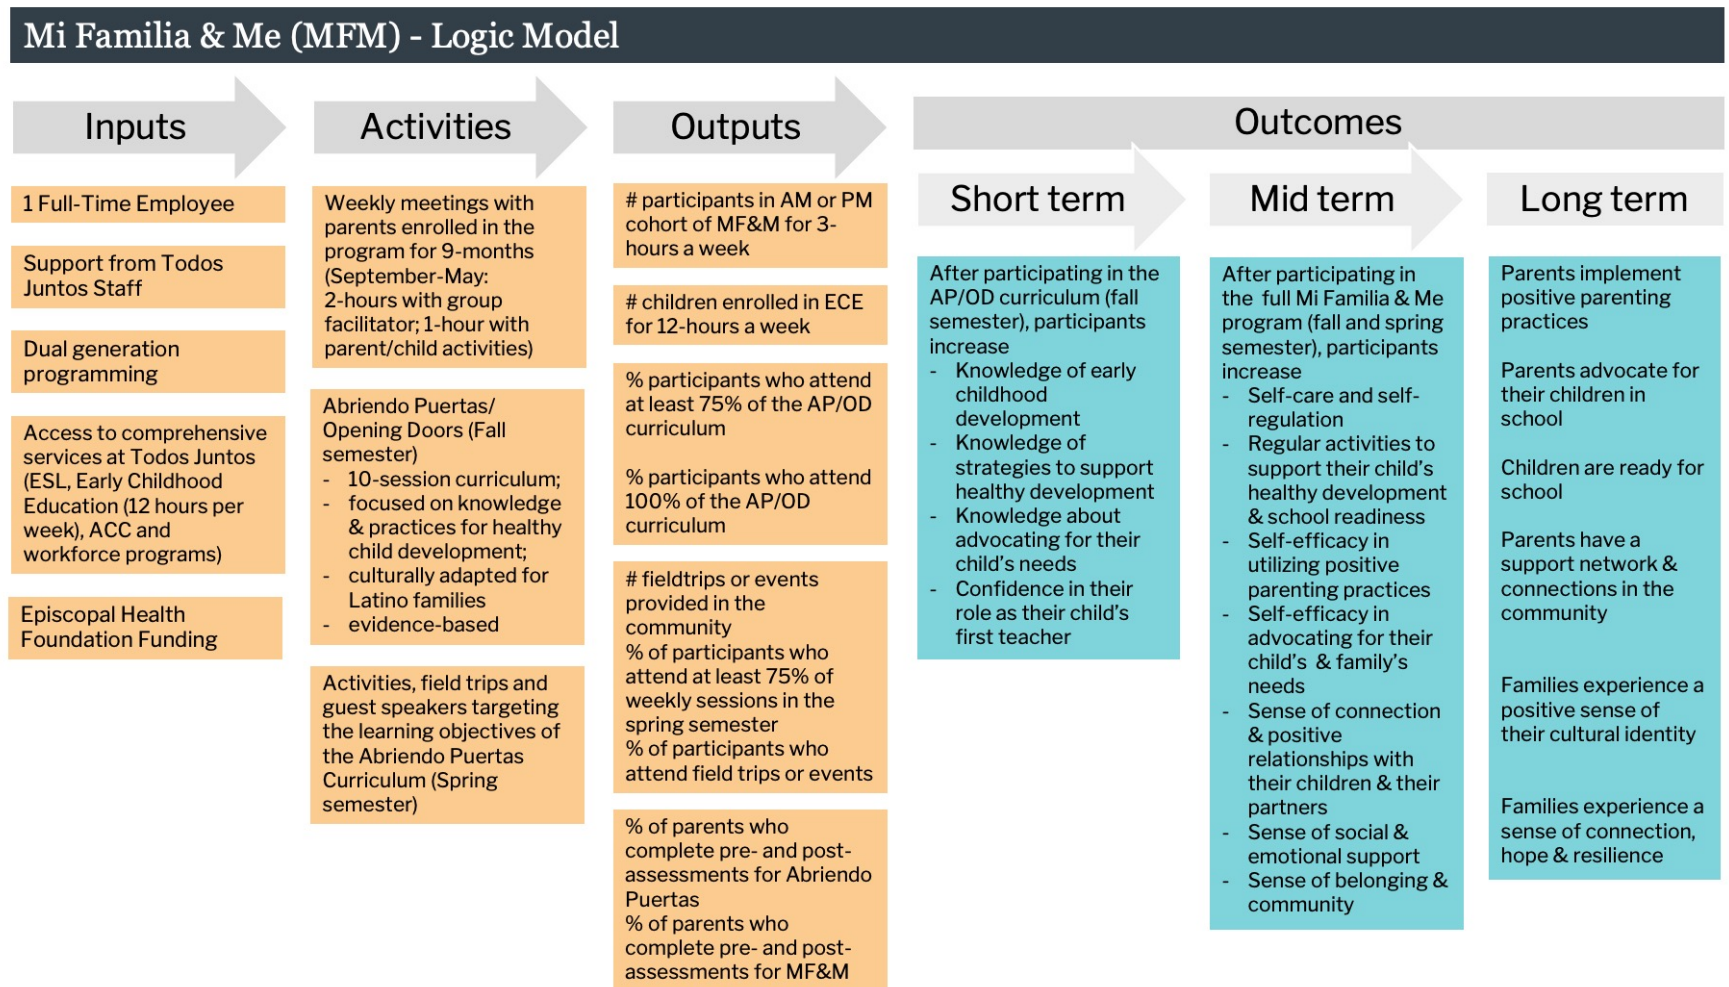 Mi Familia & Me (MFM) - Logic Model
Inputs
1 Full-Time Employee
Support from Todos
Juntos Staff
Dual generation
programming
Access to comprehensive
services at Todos Juntos
(ESL, Early Childhood
Education (12 hours per
week), ACC and
workforce programs)
Episcopal Health
Foundation Funding
Activities
Weekly meetings with
parents enrolled in the
program for 9-months
(September-May:
2-hours with group
facilitator; 1-hour with
parent/child activities)
Abriendo Puertas/
Opening Doors (Fall
semester)
- 10-session curriculum;
- focused on knowledge
& practices for healthy
child development;
- culturally adapted for
Latino families
- evidence-based
Activities, field trips and
guest speakers targeting
the learning objectives of
the Abriendo Puertas
Curriculum (Spring
semester)
Outputs
# participants in AM or PM
cohort of MF&M for 3-
hours a week
# children enrolled in ECE
for 12-hours a week
% participants who attend
at least 75% of the AP/OD
curriculum
% participants who attend
100% of the AP/OD
curriculum
# fieldtrips or events
provided in the
community
% of participants who
attend at least 75% of
weekly sessions in the
spring semester
% of participants who
attend field trips or events
% of parents who
complete pre- and post-
assessments for Abriendo
Puertas
% of parents who
complete pre- and post-
assessments for MF&M
Outcomes
Short term
After participating in the
AP/OD curriculum (fall
semester), participants
increase
- Knowledge of early
childhood
development
- Knowledge of
strategies to support
healthy development
- Knowledge about
advocating for their
child's needs
- Confidence in their
role as their child's
first teacher
Mid term
After participating in
the full Mi Familia & Me
program (fall and spring
semester), participants
increase
- Self-care and self-
regulation
- Regular activities to
support their child's
healthy development
& school readiness
- Self-efficacy in
utilizing positive
parenting practices
- Self-efficacy in
advocating for their
child's & family's
needs
- Sense of connection
& positive
relationships with
their children & their
partners
- Sense of social &
emotional support
- Sense of belonging &
community
Long term
Parents implement
positive parenting
practices
Parents advocate for
their children in
school
Children are ready for
school
Parents have a
support network &
connections in the
community
Families experience a
positive sense of
their cultural identity
Families experience a
sense of connection,
hope & resilience